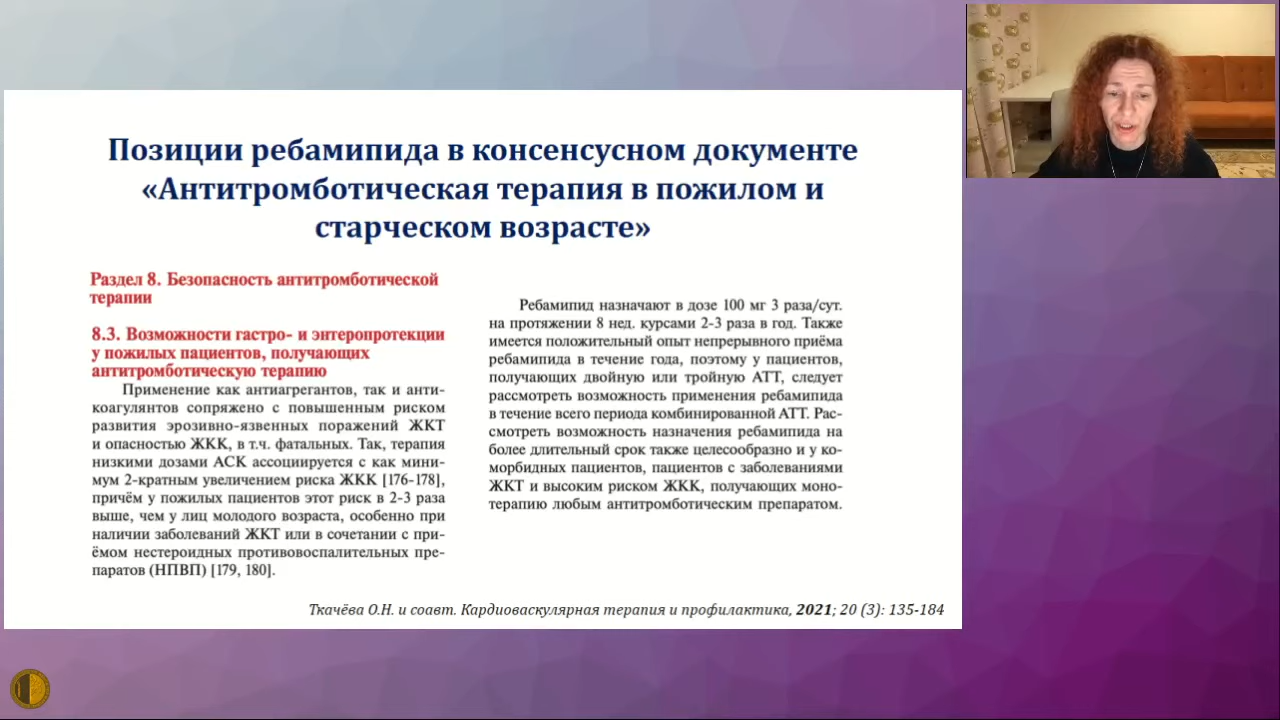 Позиции ребамипида в консенсусном документе
«Антитромботическая терапия в пожилом и
старческом возрасте»
Раздел 8. Безопасность антитромботической
терапии
8.3. Возможности гастро- и энтеропротекции
у пожилых пациентов, получающих
антитромботическую терапию
Применение как антиагрегантов, так и анти-
коагулянтов сопряжено с повышенным риском
развития эрозивно-язвенных поражений ЖКТ
и опасностью ЖКК, в т.ч. фатальных. Так, терапия
низкими дозами АСК ассоциируется с как мини-
мум 2-кратным увеличением риска ЖКК [176-178],
причём у пожилых пациентов этот риск в 2-3 раза
выше, чем у лиц молодого возраста, особенно при
наличии заболеваний ЖКТ или в сочетании с при-
ёмом нестероидных противовоспалительных пре-
паратов (НПВП) [179, 180].
Ребамипид назначают в дозе 100 мг 3 раза/сут.
на протяжении 8 нед. курсами 2-3 раза в год. Также
имеется положительный опыт непрерывного приёма
ребамипида в течение года, поэтому у пациентов,
получающих двойную или тройную АТТ, следует
рассмотреть возможность применения ребамипида
в течение всего периода комбинированной АТТ. Рас-
смотреть возможность назначения ребамипида на
более длительный срок также целесообразно и у ко-
морбидных пациентов, пациентов с заболеваниями
ЖКТ и высоким риском ЖКК, получающих моно-
терапию любым антитромботическим препаратом.
Ткачёва О.Н. и соавт. Кардиоваскулярная терапия и профилактика, 2021; 20 (3): 135-184